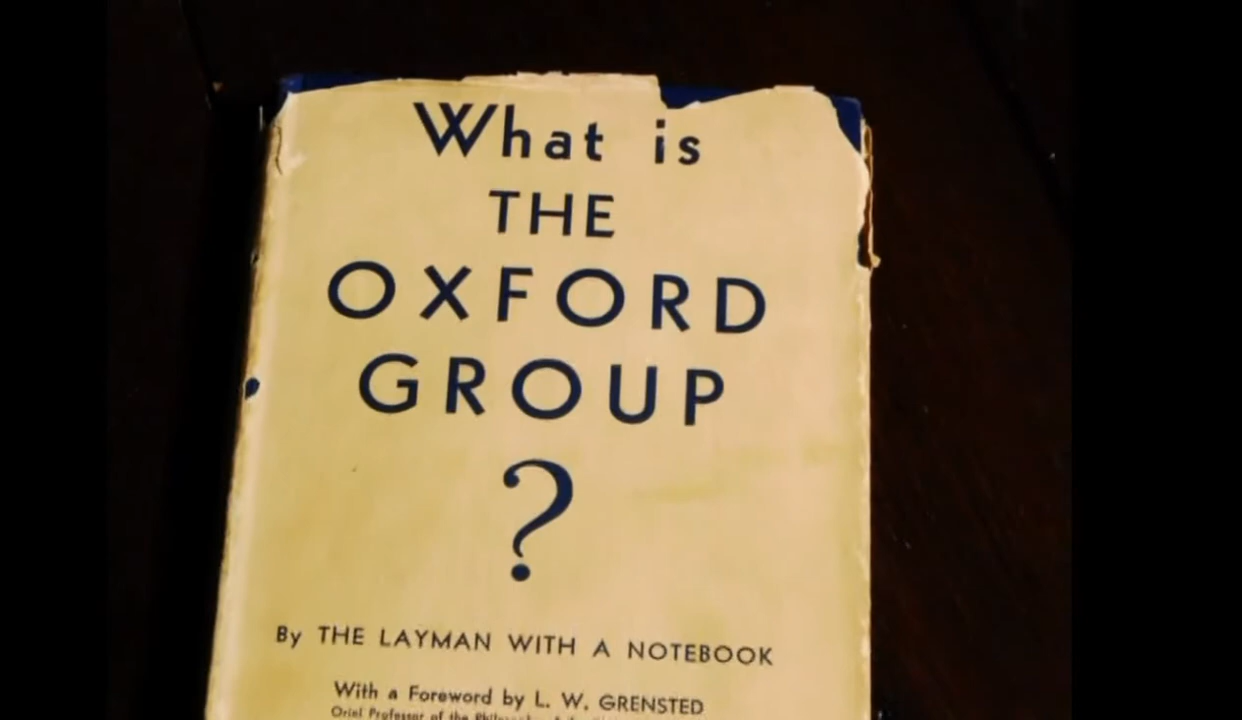 What is
THE
OXFORD
GROUP
?
By THE LAYMAN WITH A NOTEBOOK
With a Foreword by L. W. GRENSTED
Oriel Professor of the